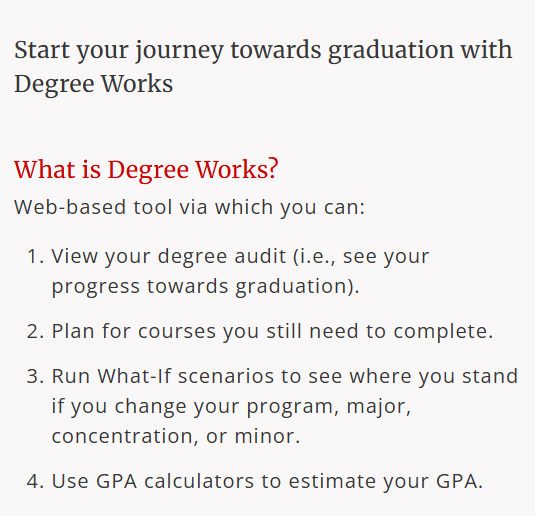 Start your journey towards graduation with
Degree Works
What is Degree Works?
Web-based tool via which you can:
1. View your degree audit (i.e., see your
progress towards graduation).
2. Plan for courses you still need to complete.
3. Run What-If scenarios to see where you stand
if you change your program, major,
concentration, or minor.
4. Use GPA calculators to estimate your GPA.